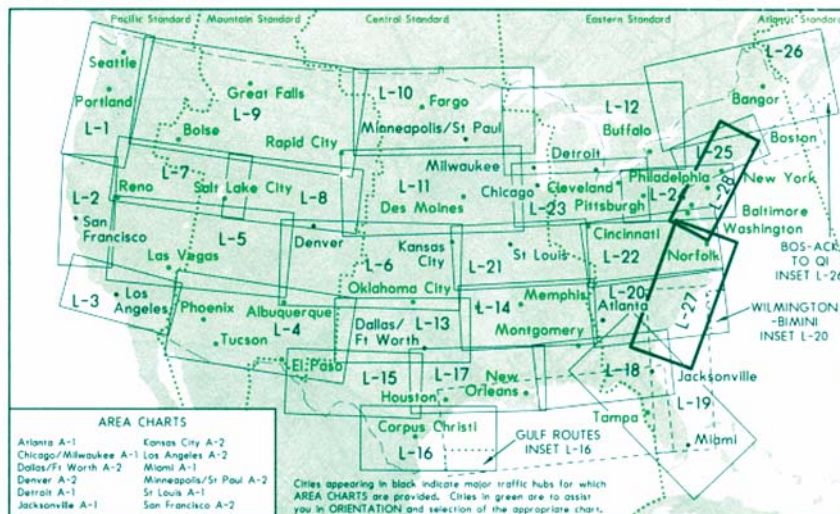 Pacific Standard
Mountain Standard
Central Standard
Eastern Standard
Atlantic Standard
Seattle
Portland
L-1
Great Falls
L-9
Boise
Rapid City
L-10
Fargo
Minneapolis/St Paul
L-12
Buffalo
L-26
Bangor
Boston
L-25
L-7
Reno
Salt Lake City
L-8
L-11
Des Moines
Milwaukee
Chicago
Detroit
Cleveland
L-23
Pittsburgh
Philadelphia
L-24
L-28
New York
Baltimore
Washington
L-2
San
Francisco
L-5
Las Vegas
Denver
L-6
Kansas
City
Oklahoma City
L-21
St Louis
Cincinnati
L-22
Norfolk
BOS-ACK
TO QI
INSET L-26
L-3
Los
Angeles
Phoenix
Tucson
Albuquerque
L-4
El Paso
Dallas/
Ft Worth
L-13
L-14
Memphis
Montgomery
L-20
Atlanta
L-27
WILMINGTON
-BIMINI
INSET L-20
L-15
Houston
L-17
New
Orleans
L-18
Jacksonville
Tampa
L-19
Miami
Corpus Christi
L-16
GULF ROUTES
INSET L-16
AREA CHARTS
Atlanta A-1
Kansas City A-2
Chicago/Milwaukee A-1
Los Angeles A-2
Dallas/Ft Worth A-2
Miami A-1
Denver A-2
Minneapolis/St Paul A-2
Detroit A-1
St Louis A-1
Jacksonville A-1
San Francisco A-2
Cities appearing in black indicate major traffic hubs for which
AREA CHARTS are provided. Cities in green are to assist
you in ORIENTATION and selection of the appropriate chart.